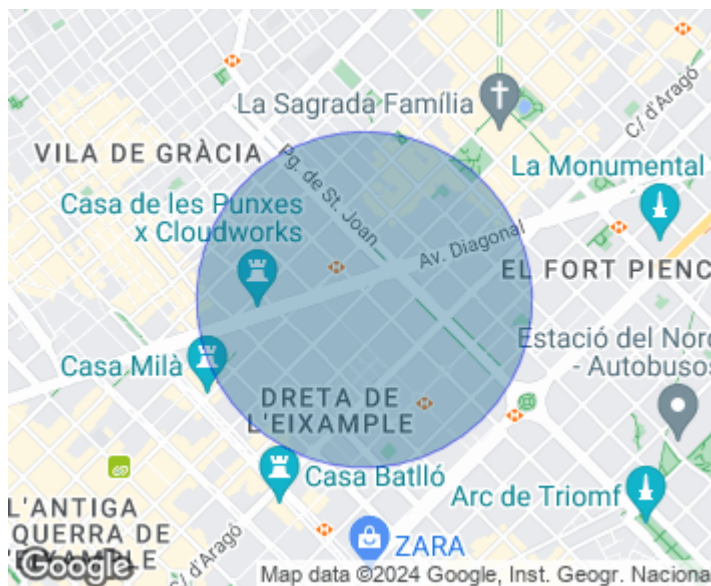 La Sagrada Família
C/ d'Aragó
VILA DE GRÀCIA
Pg. de St. Joan
La Monumental
Casa de les Punxes
x Cloudworks
Av. Diagonal
EL FORT PIENC
Estació del Nord
- Autobusos
Casa Milà
DRETA DE
L'EIXAMPLE
Casa Batlló
Arc de Triomf
L'ANTIGA
QUERRA DE
EIXAMPLE
C/ d'Aragó
ZARA
Google
Map data ©2024 Google, Inst. Geogr. Naciona